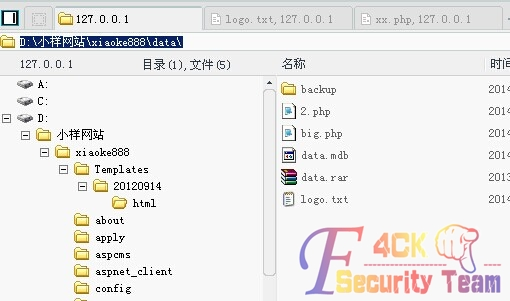 127.0.0.1
logo.txt, 127.0.0.1
xx.php, 127.0.0.1
D:\小样网站\xiaoke888\data\
127.0.0.1
目录(1),文件(5)
名称
时间
A:
C:
D:
小样网站
xiaoke888
Templates
20120914
html
about
apply
aspcms
aspnet_client
config
backup
2014
2.php
2014
big.php
2014
data.mdb
2014
data.rar
2013
logo.txt
2014
F4CK
Security Team